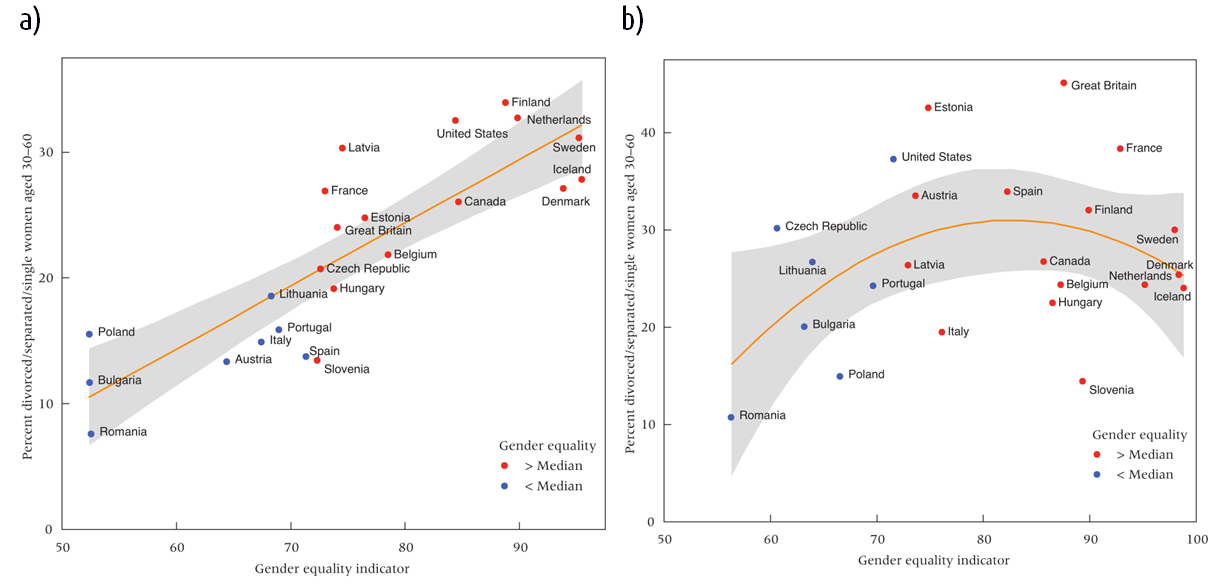 a)
Percent divorced/separated/single women aged 30–60
30
20
10
0
50
60
70
80
90
Gender equality indicator
Finland
Netherlands
United States
Sweden
Latvia
Iceland
France
Denmark
Canada
Estonia
Great Britain
Belgium
Czech Republic
Hungary
Lithuania
Poland
Portugal
Italy
Spain
Austria
Slovenia
Bulgaria
Romania
Gender equality
> Median
< Median
b)
Percent divorced/separated/single women aged 30–60
40
30
20
10
0
50
60
70
80
90
100
Gender equality indicator
Great Britain
Estonia
France
United States
Austria
Spain
Finland
Czech Republic
Sweden
Lithuania
Latvia
Canada
Denmark
Netherlands
Portugal
Belgium
Iceland
Hungary
Bulgaria
Italy
Poland
Slovenia
Romania
Gender equality
> Median
< Median